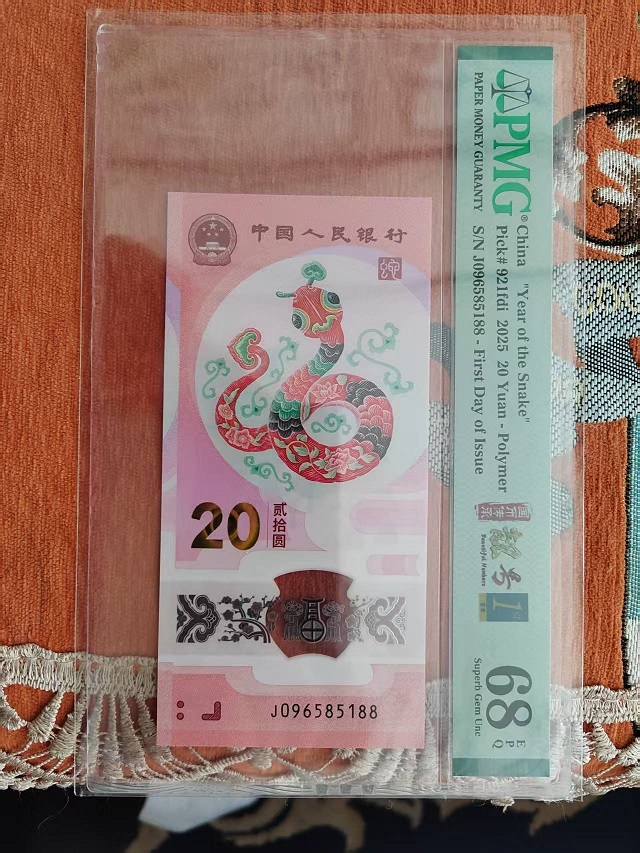 中国人民银行
20
贰拾圆
J096585188
PMG®
PAPER MONEY GUARANTY
China "Year of the Snake"
Pick# 921fdi 2025 20 Yuan - Polymer
S/N J096585188 - First Day of Issue
靓号
Beautiful Numbers
68 EPQ
Superb Gem Unc